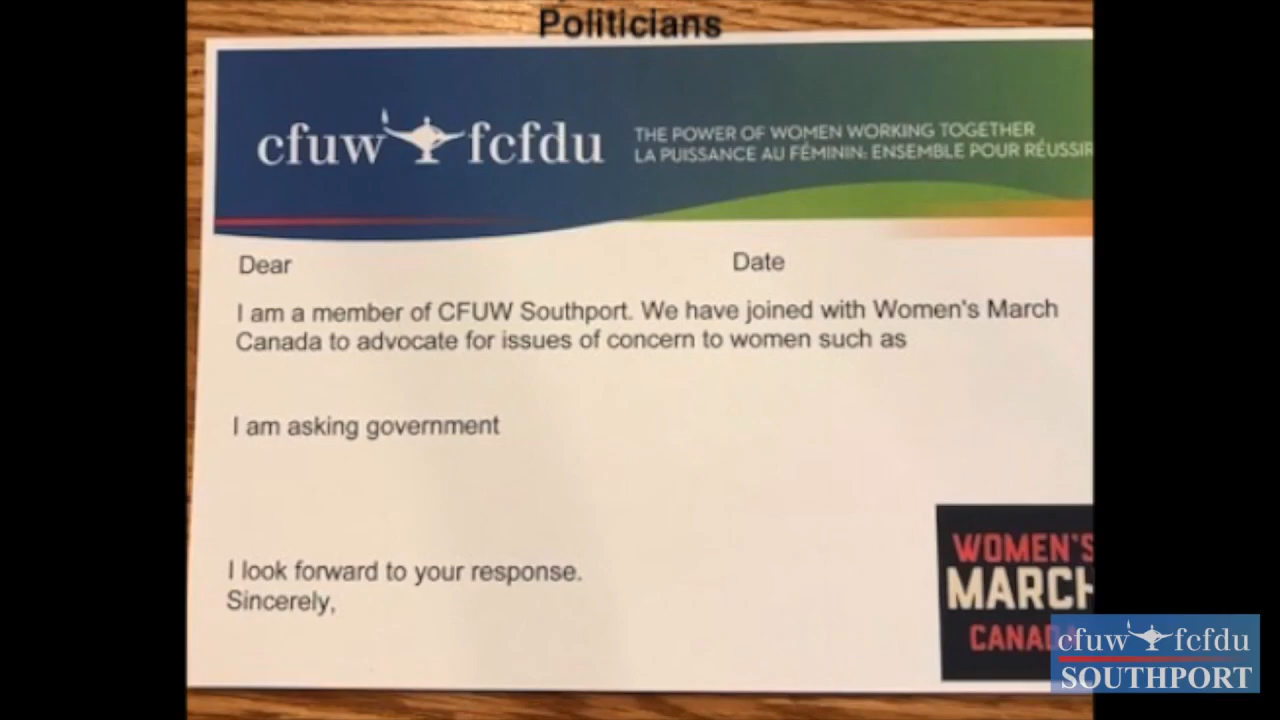 Politicians
cfuw fcfdu
THE POWER OF WOMEN WORKING TOGETHER
LA PUISSANCE AU FÉMININ: ENSEMBLE POUR RÉUSSIR
Dear Date
I am a member of CFUW Southport. We have joined with Women's March
Canada to advocate for issues of concern to women such as
I am asking government
I look forward to your response.
Sincerely,
WOMEN'S
MARCH
CANADA
cfuw fcfdu
SOUTHPORT